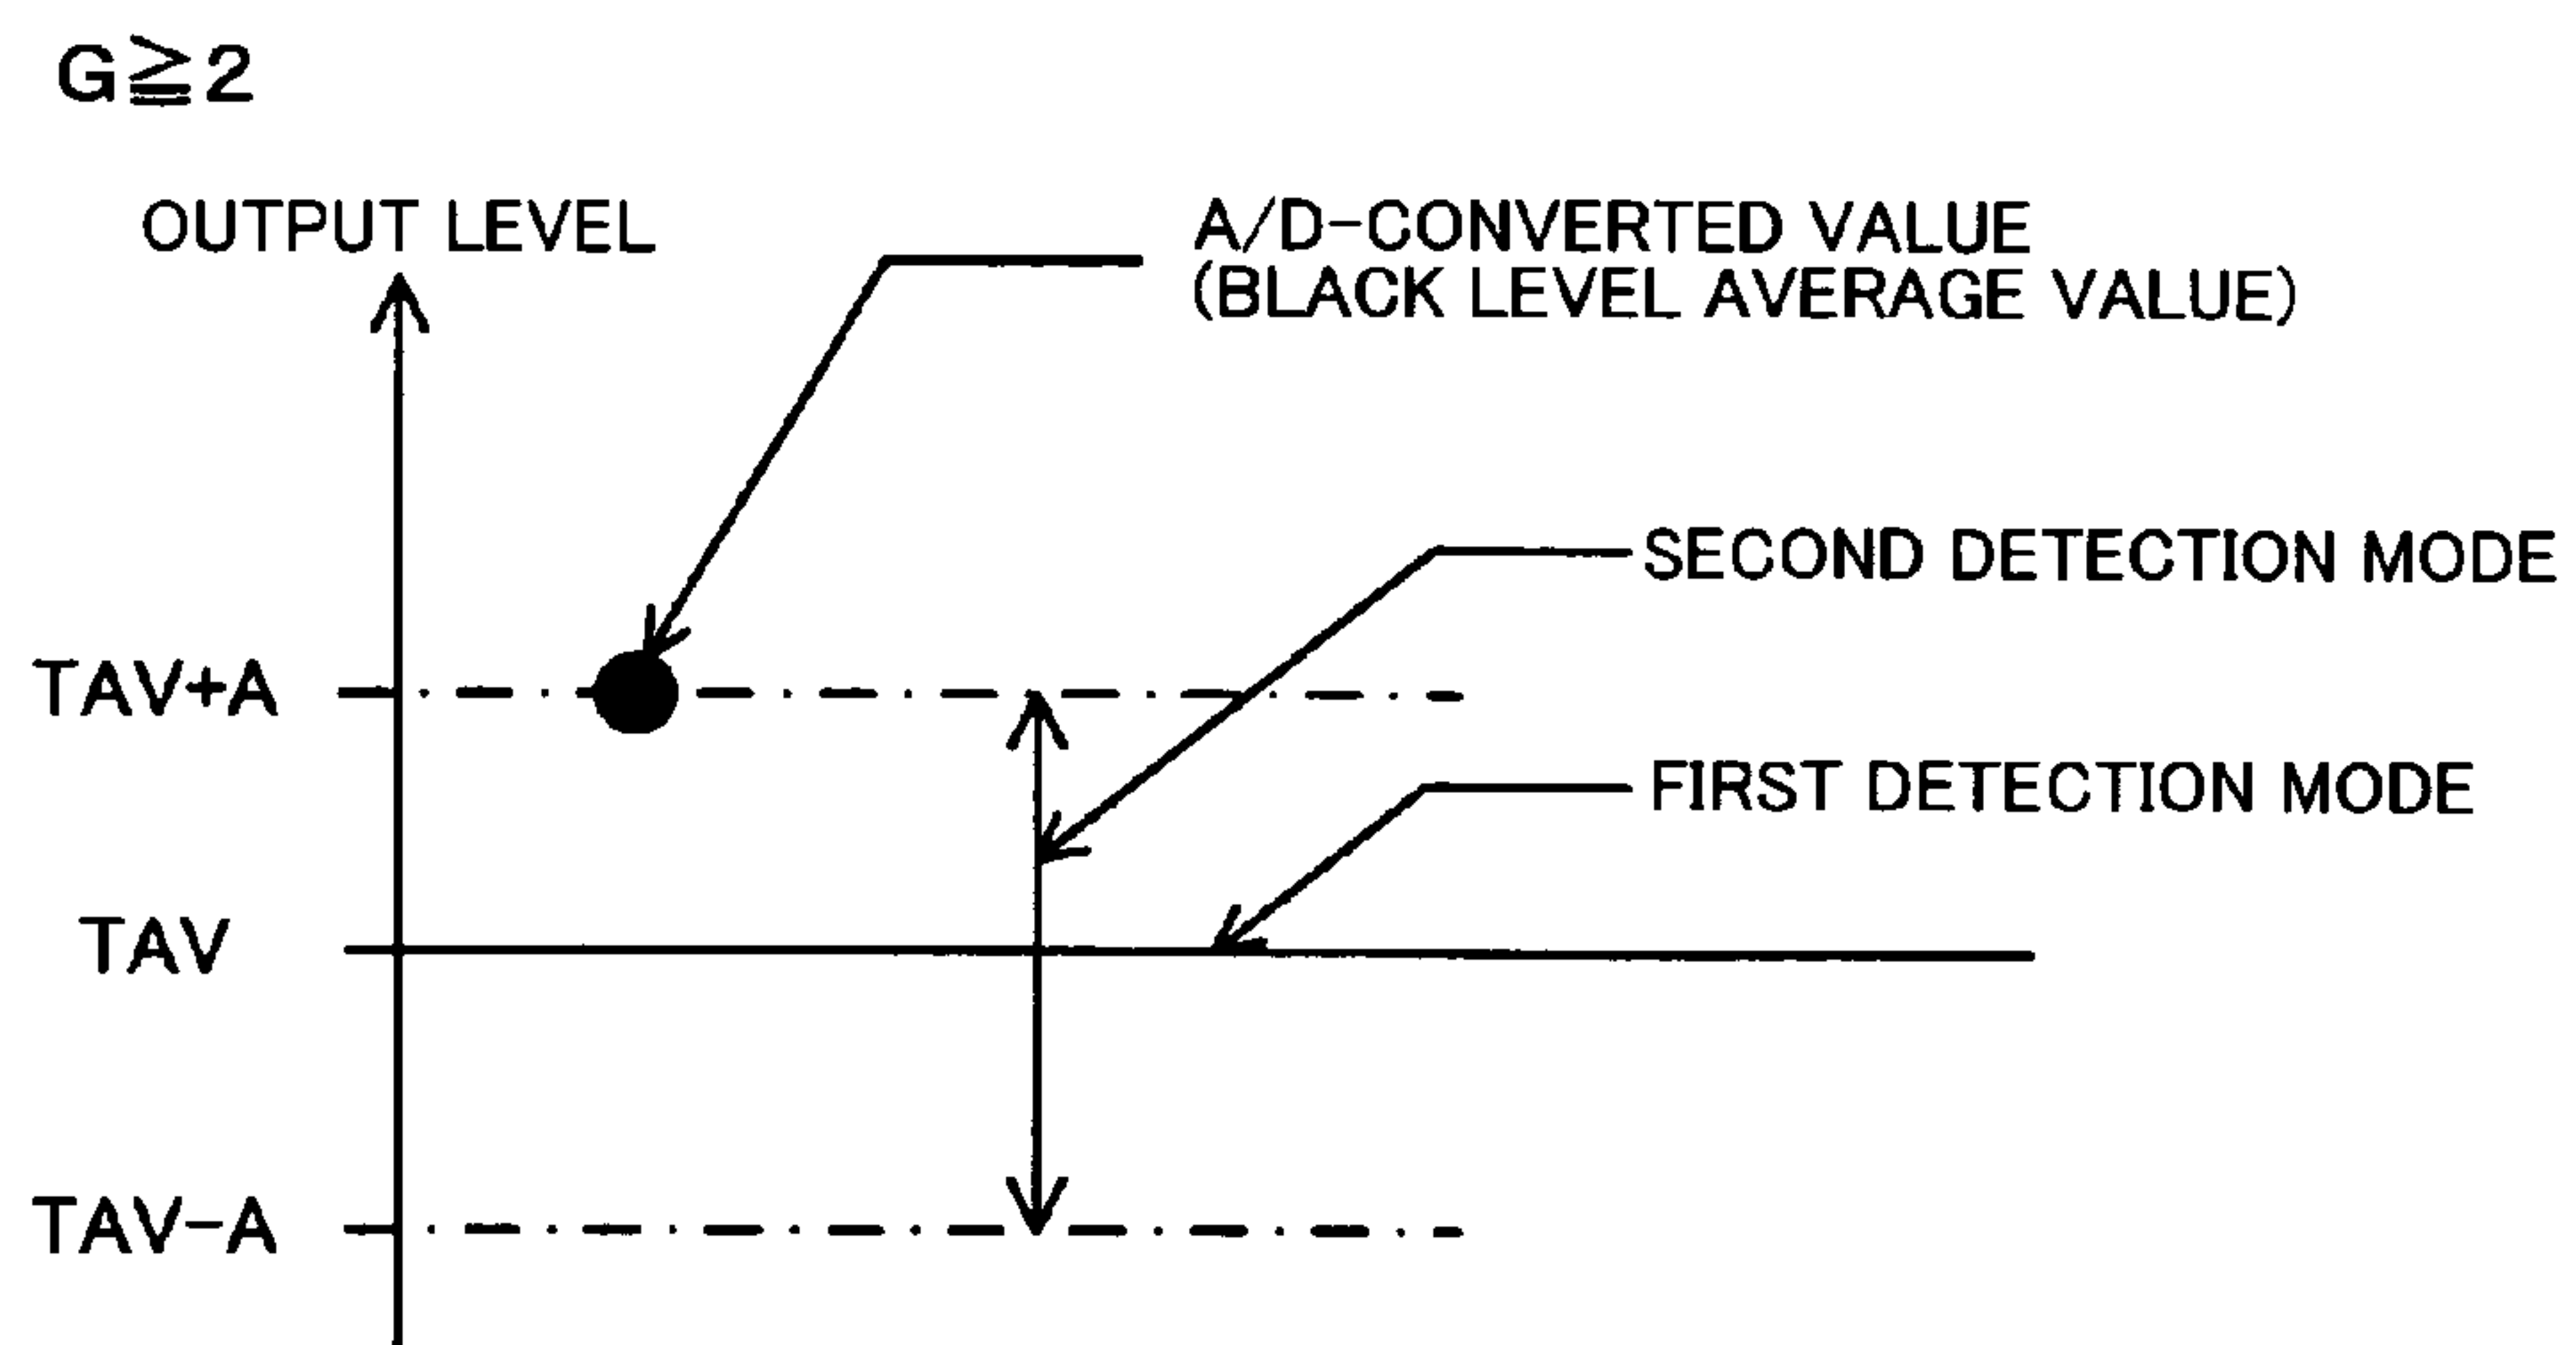 G≧2
OUTPUT LEVEL
A/D-CONVERTED VALUE
(BLACK LEVEL AVERAGE VALUE)
SECOND DETECTION MODE
TAV+A
FIRST DETECTION MODE
TAV
TAV-A